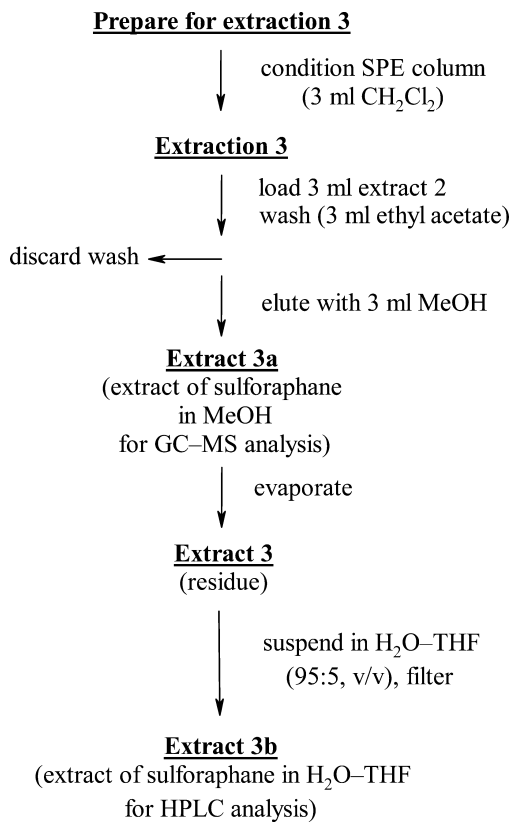 Prepare for extraction 3
condition SPE column
(3 ml CH₂Cl₂)
Extraction 3
load 3 ml extract 2
wash (3 ml ethyl acetate)
discard wash
elute with 3 ml MeOH
Extract 3a
(extract of sulforaphane
in MeOH
for GC–MS analysis)
evaporate
Extract 3
(residue)
suspend in H₂O–THF
(95:5, v/v), filter
Extract 3b
(extract of sulforaphane in H₂O–THF
for HPLC analysis)